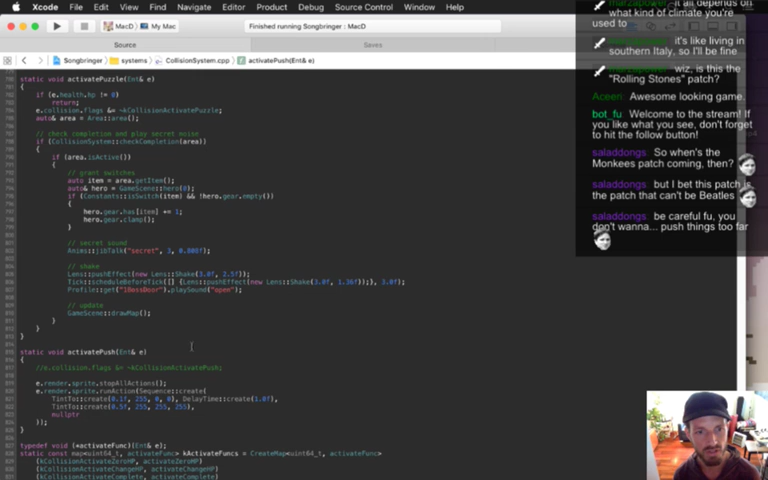 Xcode File Edit View Find Navigate Editor Product Debug Source Control Window Help
MacD My Mac
Finished running Songbringer : MacD
Source
Saves
Songbringer systems CollisionSystem.cpp activatePush(Ent& e)
static void activatePuzzle(Ent& e)
{
if (e.health.hp != 0)
return;
e.collision.flags &= ~kCollisionActivatePuzzle;
auto& area = Area::area();
// check completion and play secret noise
if (CollisionSystem::checkCompletion(area))
{
if (area.isActive())
{
// grant switches
auto item = area.getItem();
auto& hero = GameScene::hero(0);
if (Constants::isSwitch(item) && !hero.gear.empty())
{
hero.gear.has[item] += 1;
hero.gear.clamp();
}
// secret sound
Anims::jibTalk("secret", 3, 0.808f);
// shake
Lens::pushEffect(new Lens::Shake(3.0f, 2.5f));
Tick::scheduleBeforeTick([] {Lens::pushEffect(new Lens::Shake(3.0f, 1.36f));}, 3.0f);
Profile::get("IBossDoor").playSound("open");
// update
GameScene::drawMap();
}
}
}
static void activatePush(Ent& e)
{
//e.collision.flags &= ~kCollisionActivatePush;
e.render.sprite.stopAllActions();
e.render.sprite.runAction(Sequence::create(
TintTo::create(0.1f, 255, 0, 0), DelayTime::create(1.0f),
TintTo::create(0.5f, 255, 255, 255),
nullptr
));
}
typedef void (*activateFunc)(Ent& e);
static const map<uint64_t, activateFunc> kActivateFuncs = CreateMap<uint64_t, activateFunc>
(kCollisionActivateZeroHP, activateZeroHP)
(kCollisionActivateChangeHP, activateChangeHP)
(kCollisionActivateComplete, activateComplete)
it all depends on
what kind of climate you're
used to
it's like living in
southern Italy, so I'll be fine
wiz, is this the
"Rolling Stones" patch?
Aceeri: Awesome looking game.
bot_fu: Welcome to the stream! If
you like what you see, don't forget
to hit the follow button!
saladdongs: So when's the
Monkees patch coming, then?
saladdongs: but I bet this patch is
the patch that can't be Beatles
saladdongs: be careful fu, you
don't wanna... push things too far